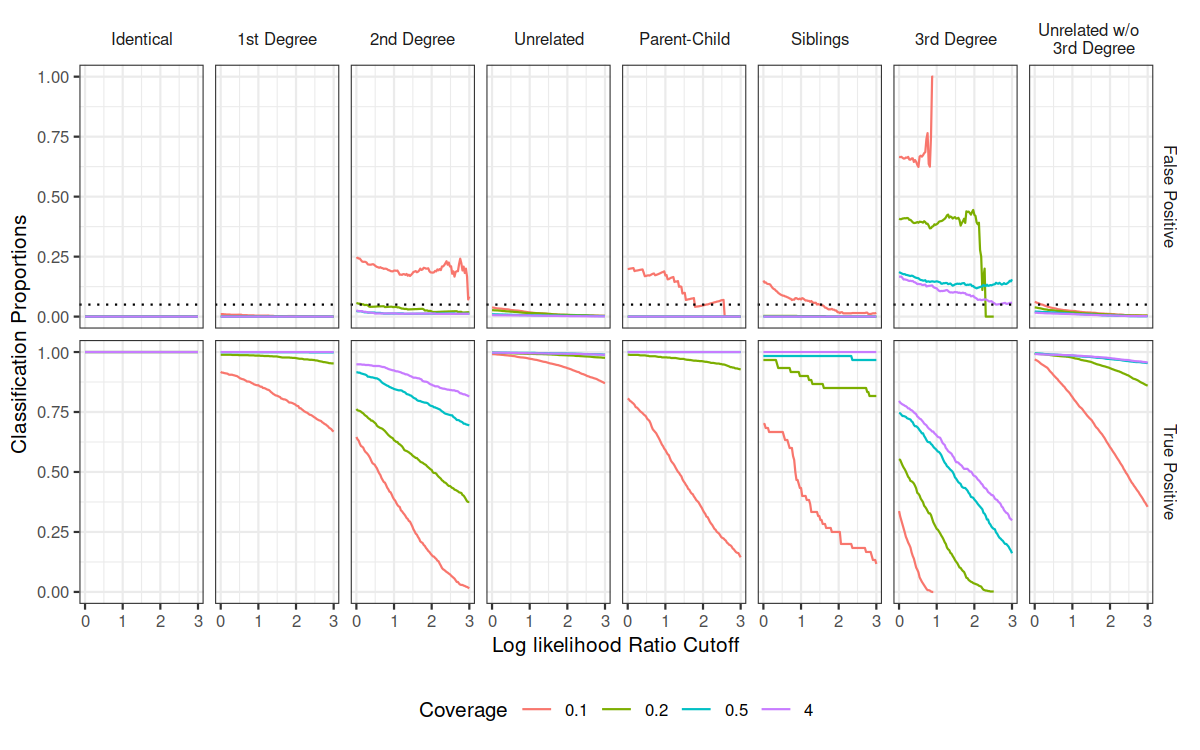 Unrelated w/o
Identical 1st Degree 2nd Degree Unrelated Parent-Child Siblings 3rd Degree 3rd Degree
1.00
0.75
0.50
0.25
0.00
False Positive
Classification Proportions
1.00
0.75
0.50
0.25
0.00
True Positive
0 1 2 3 0 1 2 3 0 1 2 3 0 1 2 3 0 1 2 3 0 1 2 3 0 1 2 3 0 1 2 3
Log likelihood Ratio Cutoff
Coverage 0.1 0.2 0.5 4